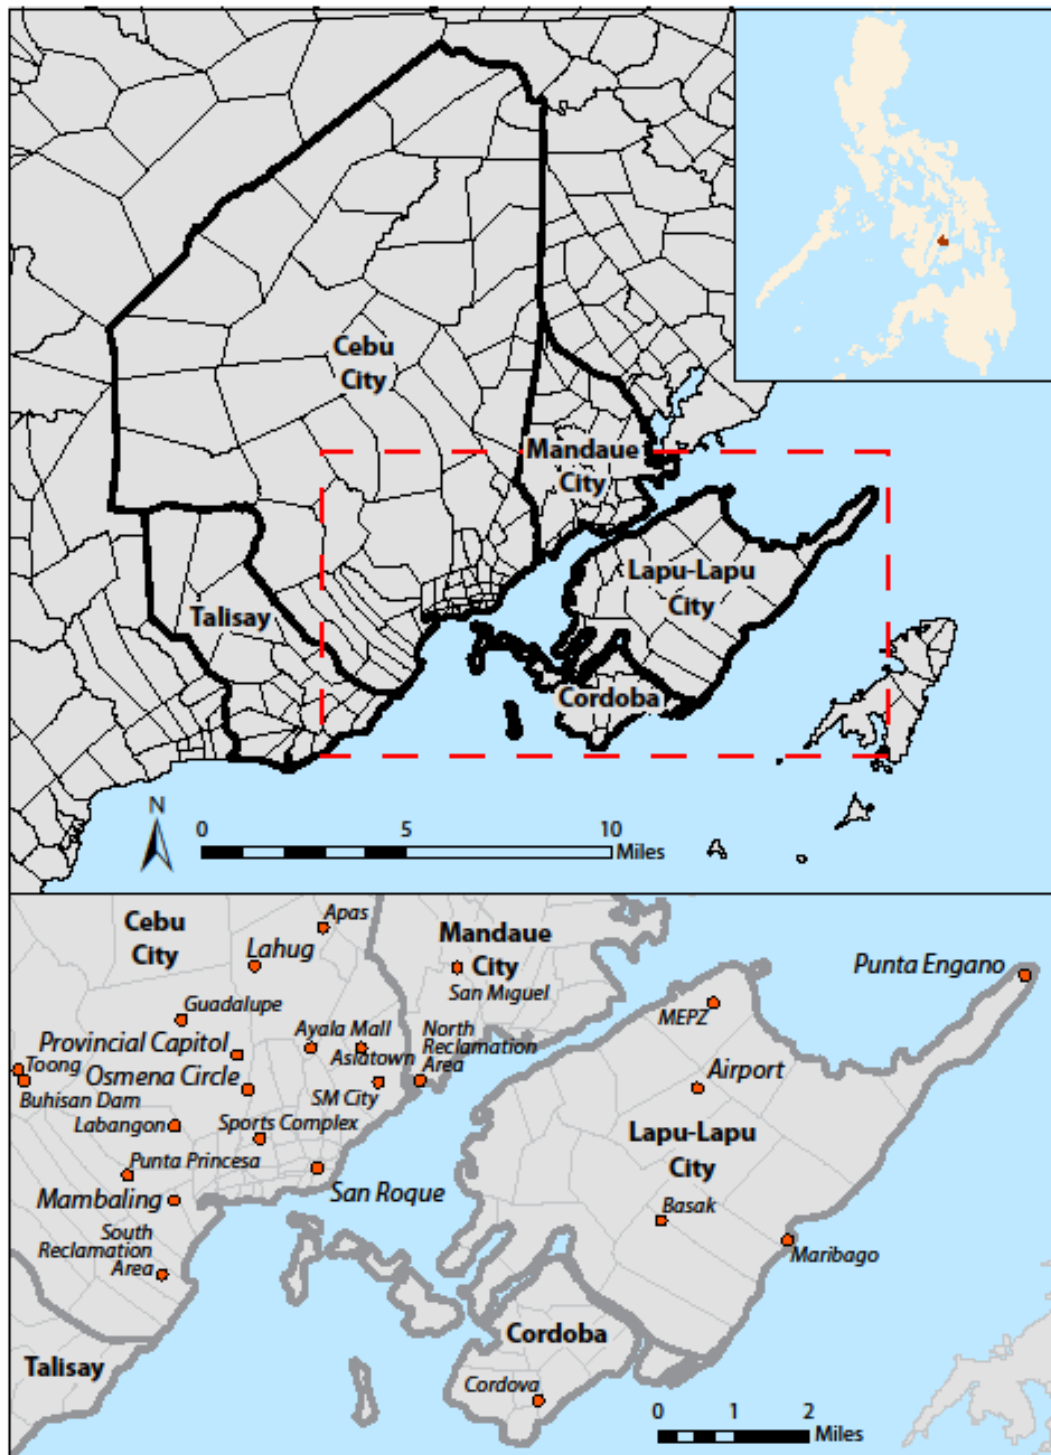 Cebu
City
Mandaue
City
Lapu-Lapu
City
Talisay
Cordoba
N
0 5 10
Miles
Cebu
City
Apas
Lahug
Mandaue
City
San Miguel
Punta Engano
Guadalupe
MEPZ
Provincial Capitol
Ayala Mall
Asiatown
North
Reclamation
Area
Toong
Osmena Circle
Airport
Buhisan Dam
SM City
Labangon
Sports Complex
Lapu-Lapu
City
Punta Princesa
Mambaling
San Roque
Basak
South
Reclamation
Area
Maribago
Cordoba
Talisay
Cordova
0 1 2
Miles